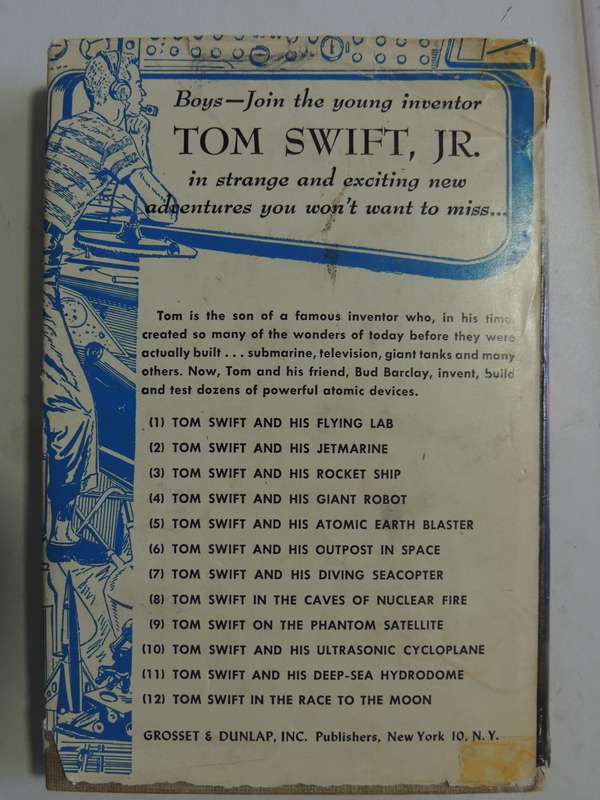 Boys—Join the young inventor
TOM SWIFT, JR.
in strange and exciting new
adventures you won't want to miss...
Tom is the son of a famous inventor who, in his time,
created so many of the wonders of today before they were
actually built . . . submarine, television, giant tanks and many
others. Now, Tom and his friend, Bud Barclay, invent, build
and test dozens of powerful atomic devices.
(1) TOM SWIFT AND HIS FLYING LAB
(2) TOM SWIFT AND HIS JETMARINE
(3) TOM SWIFT AND HIS ROCKET SHIP
(4) TOM SWIFT AND HIS GIANT ROBOT
(5) TOM SWIFT AND HIS ATOMIC EARTH BLASTER
(6) TOM SWIFT AND HIS OUTPOST IN SPACE
(7) TOM SWIFT AND HIS DIVING SEACOPTER
(8) TOM SWIFT IN THE CAVES OF NUCLEAR FIRE
(9) TOM SWIFT ON THE PHANTOM SATELLITE
(10) TOM SWIFT AND HIS ULTRASONIC CYCLOPLANE
(11) TOM SWIFT AND HIS DEEP-SEA HYDRODOME
(12) TOM SWIFT IN THE RACE TO THE MOON
GROSSET & DUNLAP, INC. Publishers, New York 10, N. Y.